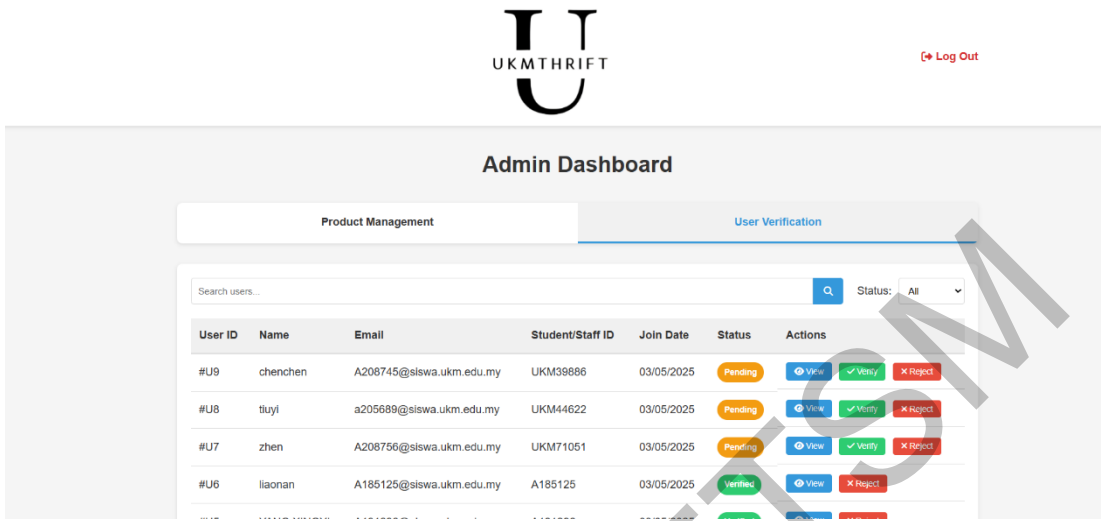 U
UKMTHRIFT
Log Out
Admin Dashboard
Product Management User Verification
Search users... Status: All
User ID Name Email Student/Staff ID Join Date Status Actions
#U9 chenchen A208745@siswa.ukm.edu.my UKM39886 03/05/2025 Pending View Verify Reject
#U8 tiuyi a205689@siswa.ukm.edu.my UKM44622 03/05/2025 Pending View Verify Reject
#U7 zhen A208756@siswa.ukm.edu.my UKM71051 03/05/2025 Pending View Verify Reject
#U6 liaonan A185125@siswa.ukm.edu.my A185125 03/05/2025 Verified View Reject
TSM